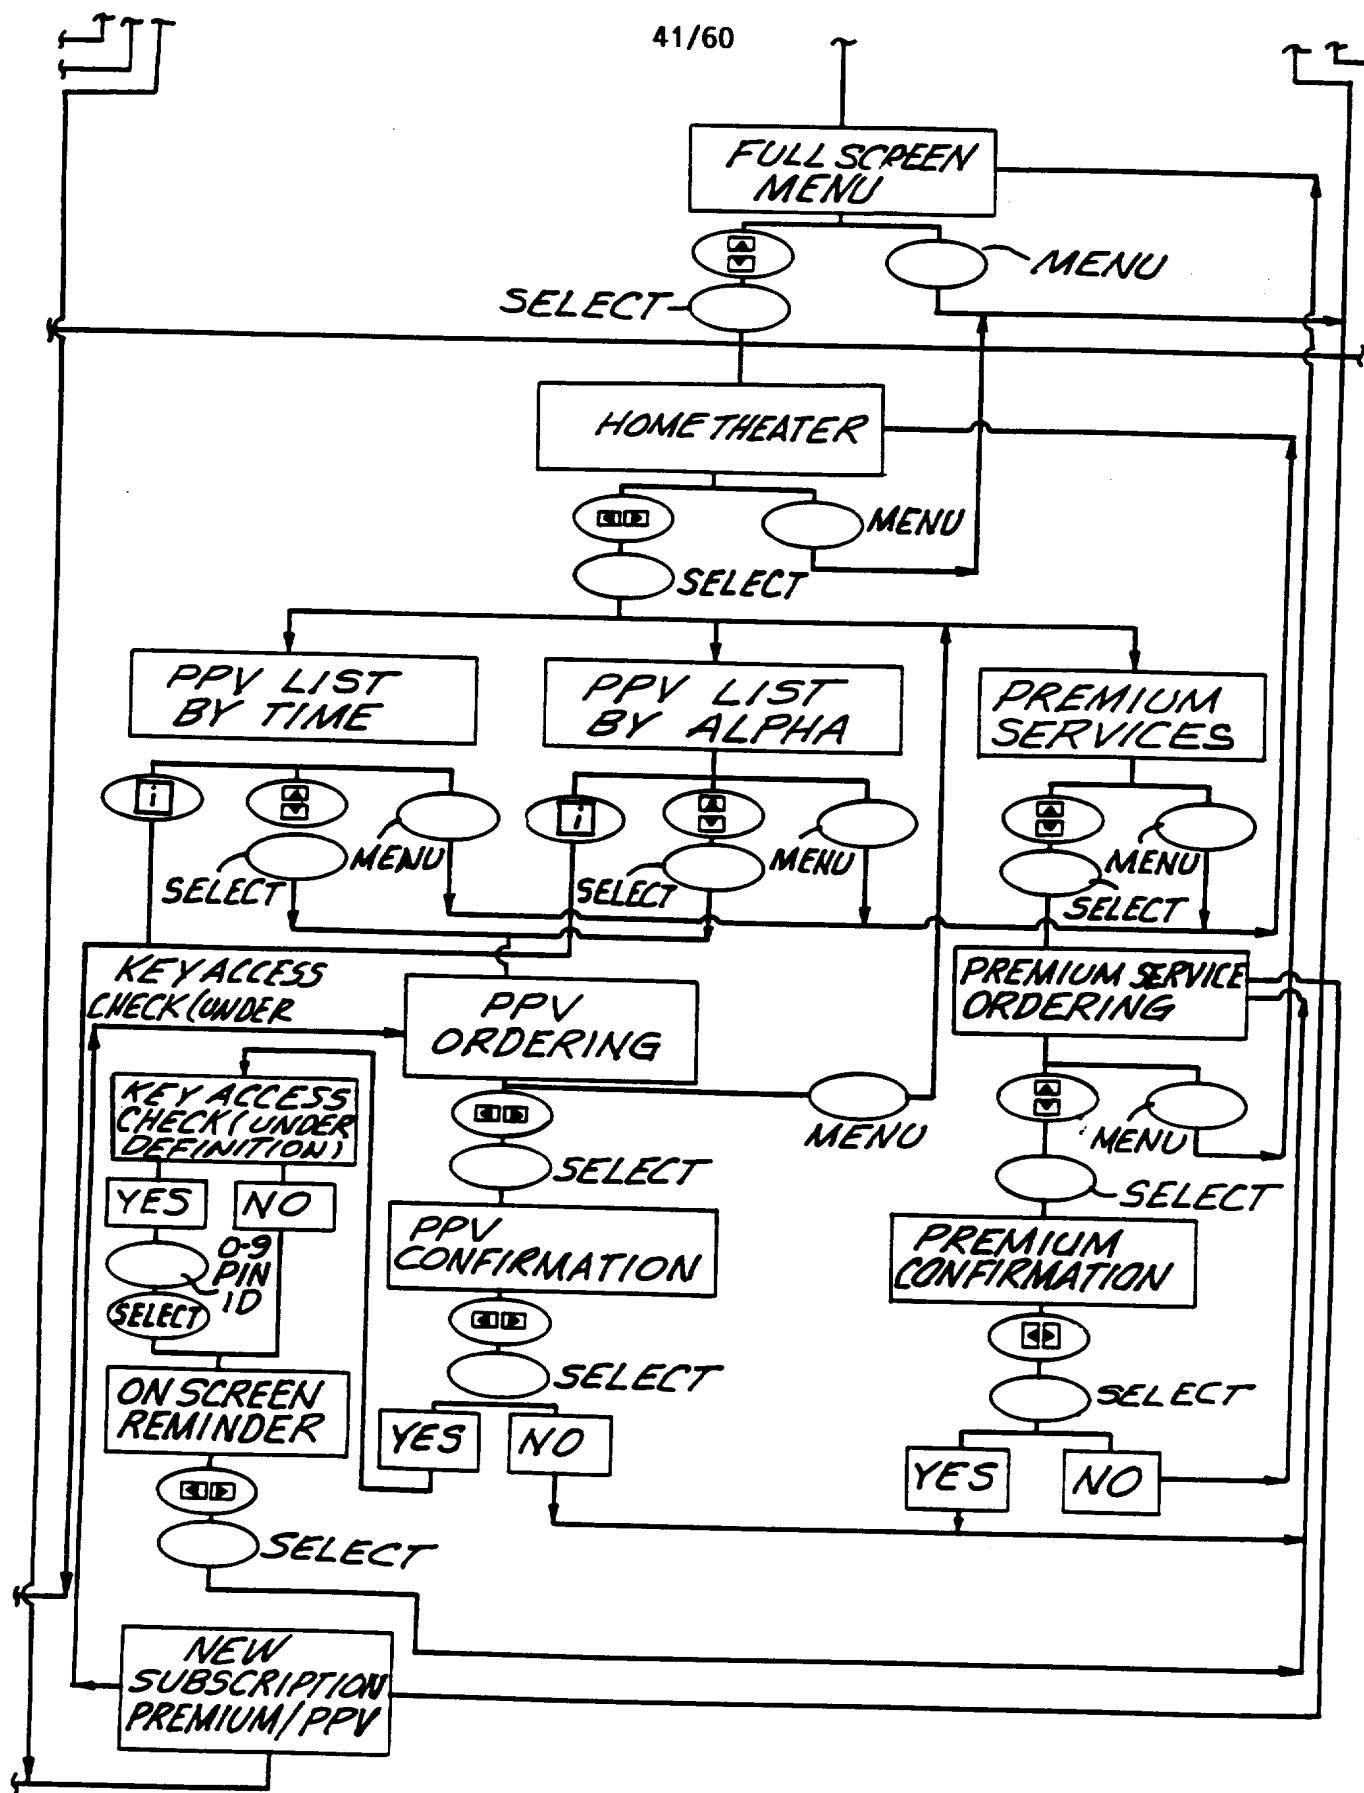 41/60
FULL SCREEN
MENU
MENU
SELECT
HOME THEATER
MENU
SELECT
PPV LIST
BY TIME
PPV LIST
BY ALPHA
PREMIUM
SERVICES
i
SELECT
MENU
i
SELECT
MENU
MENU
SELECT
KEY ACCESS
CHECK (UNDER
PPV
ORDERING
PREMIUM SERVICE
ORDERING
KEY ACCESS
CHECK (UNDER
DEFINITION)
MENU
MENU
YES
NO
SELECT
SELECT
0-9
PIN
ID
SELECT
PPV
CONFIRMATION
PREMIUM
CONFIRMATION
ON SCREEN
REMINDER
SELECT
SELECT
YES
NO
YES
NO
SELECT
NEW
SUBSCRIPTION
PREMIUM/PPV